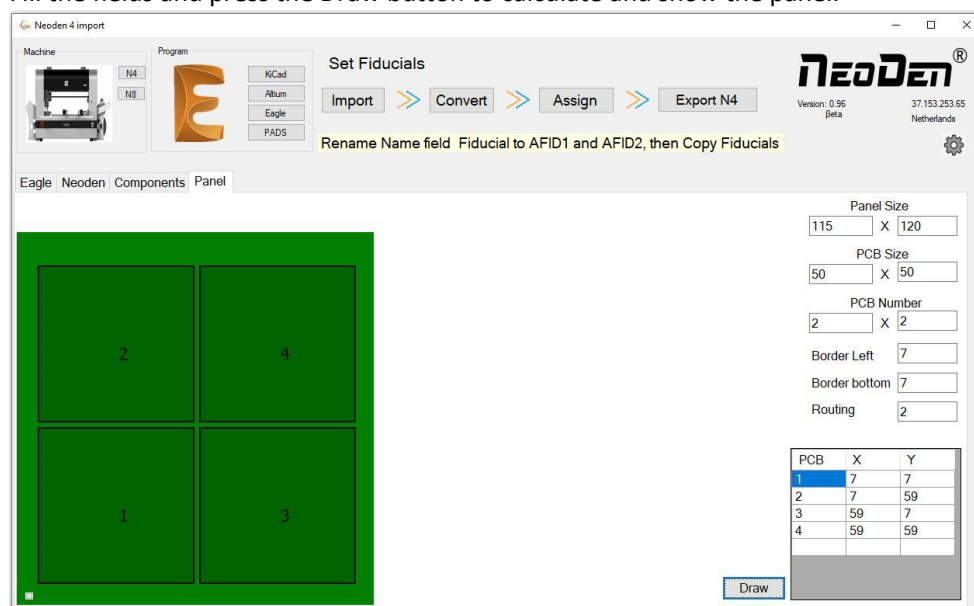 Fill the fields and press the Draw button to calculate and show the panel.
Neoden 4 import
Machine
N4
N8
Program
KiCad
Altium
Eagle
PADS
Set Fiducials
Import
Convert
Assign
Export N4
Rename Name field Fiducial to AFID1 and AFID2, then Copy Fiducials
NEODEN®
Version: 0.96 37.153.253.65
βeta Netherlands
Eagle Neoden Components Panel
2 4
1 3
Panel Size
115 X 120
PCB Size
50 X 50
PCB Number
2 X 2
Border Left 7
Border bottom 7
Routing 2
PCB X Y
1 7 7
2 7 59
3 59 7
4 59 59
Draw